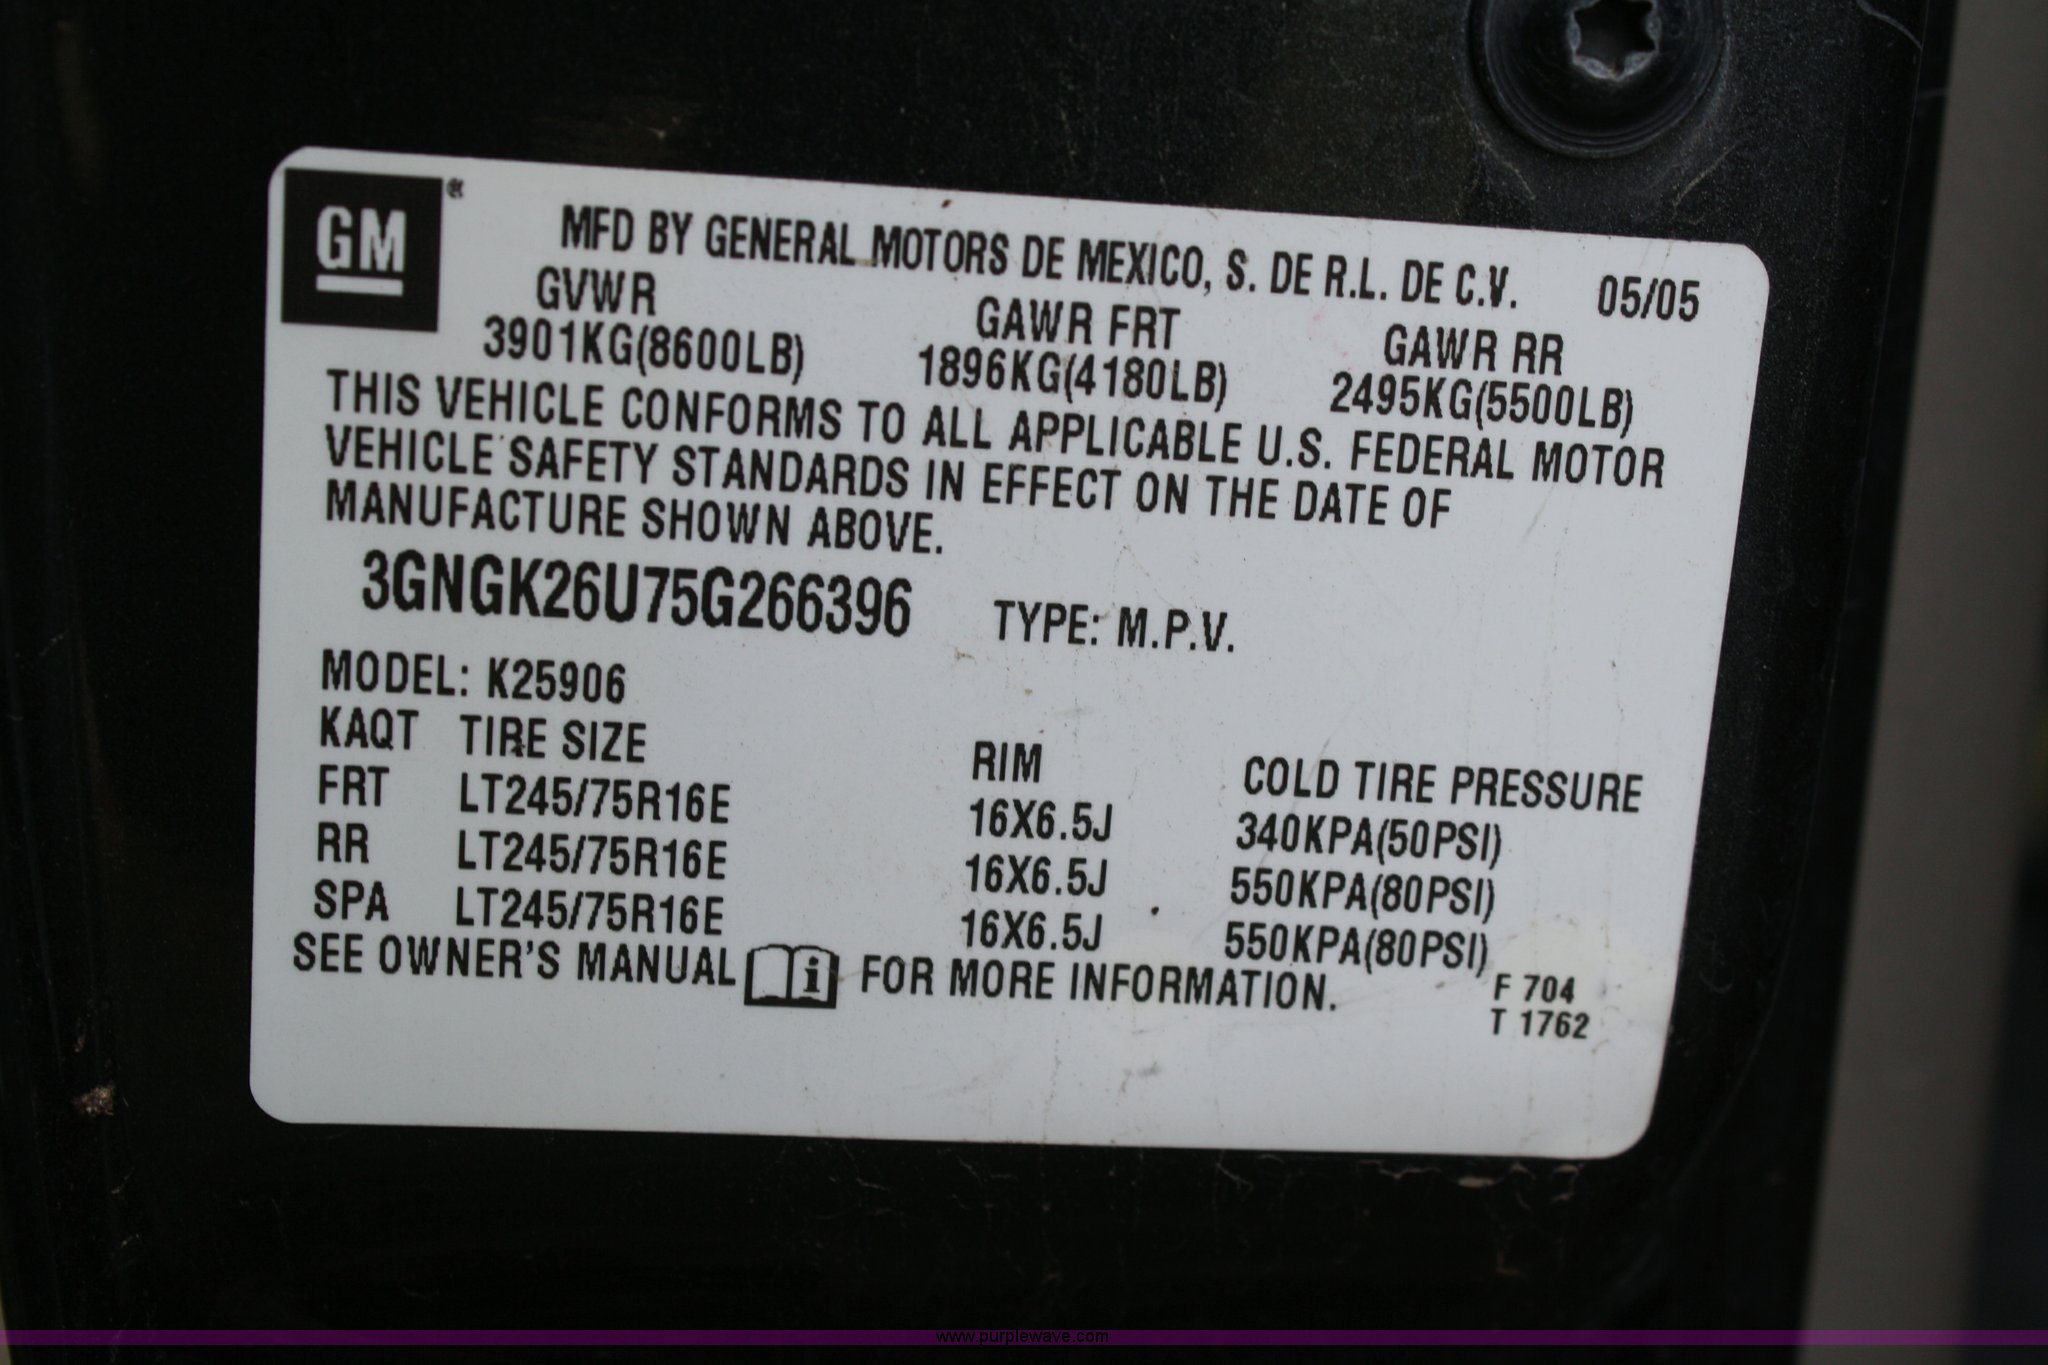 GM®
MFD BY GENERAL MOTORS DE MEXICO, S. DE R.L. DE C.V. 05/05
GVWR GAWR FRT GAWR RR
3901KG(8600LB) 1896KG(4180LB) 2495KG(5500LB)
THIS VEHICLE CONFORMS TO ALL APPLICABLE U.S. FEDERAL MOTOR
VEHICLE SAFETY STANDARDS IN EFFECT ON THE DATE OF
MANUFACTURE SHOWN ABOVE.
3GNGK26U75G266396 TYPE: M.P.V.
MODEL: K25906
KAQT TIRE SIZE RIM COLD TIRE PRESSURE
FRT LT245/75R16E 16X6.5J 340KPA(50PSI)
RR LT245/75R16E 16X6.5J 550KPA(80PSI)
SPA LT245/75R16E 16X6.5J 550KPA(80PSI)
SEE OWNER'S MANUAL i FOR MORE INFORMATION.
F 704
T 1762
www.purplewave.com